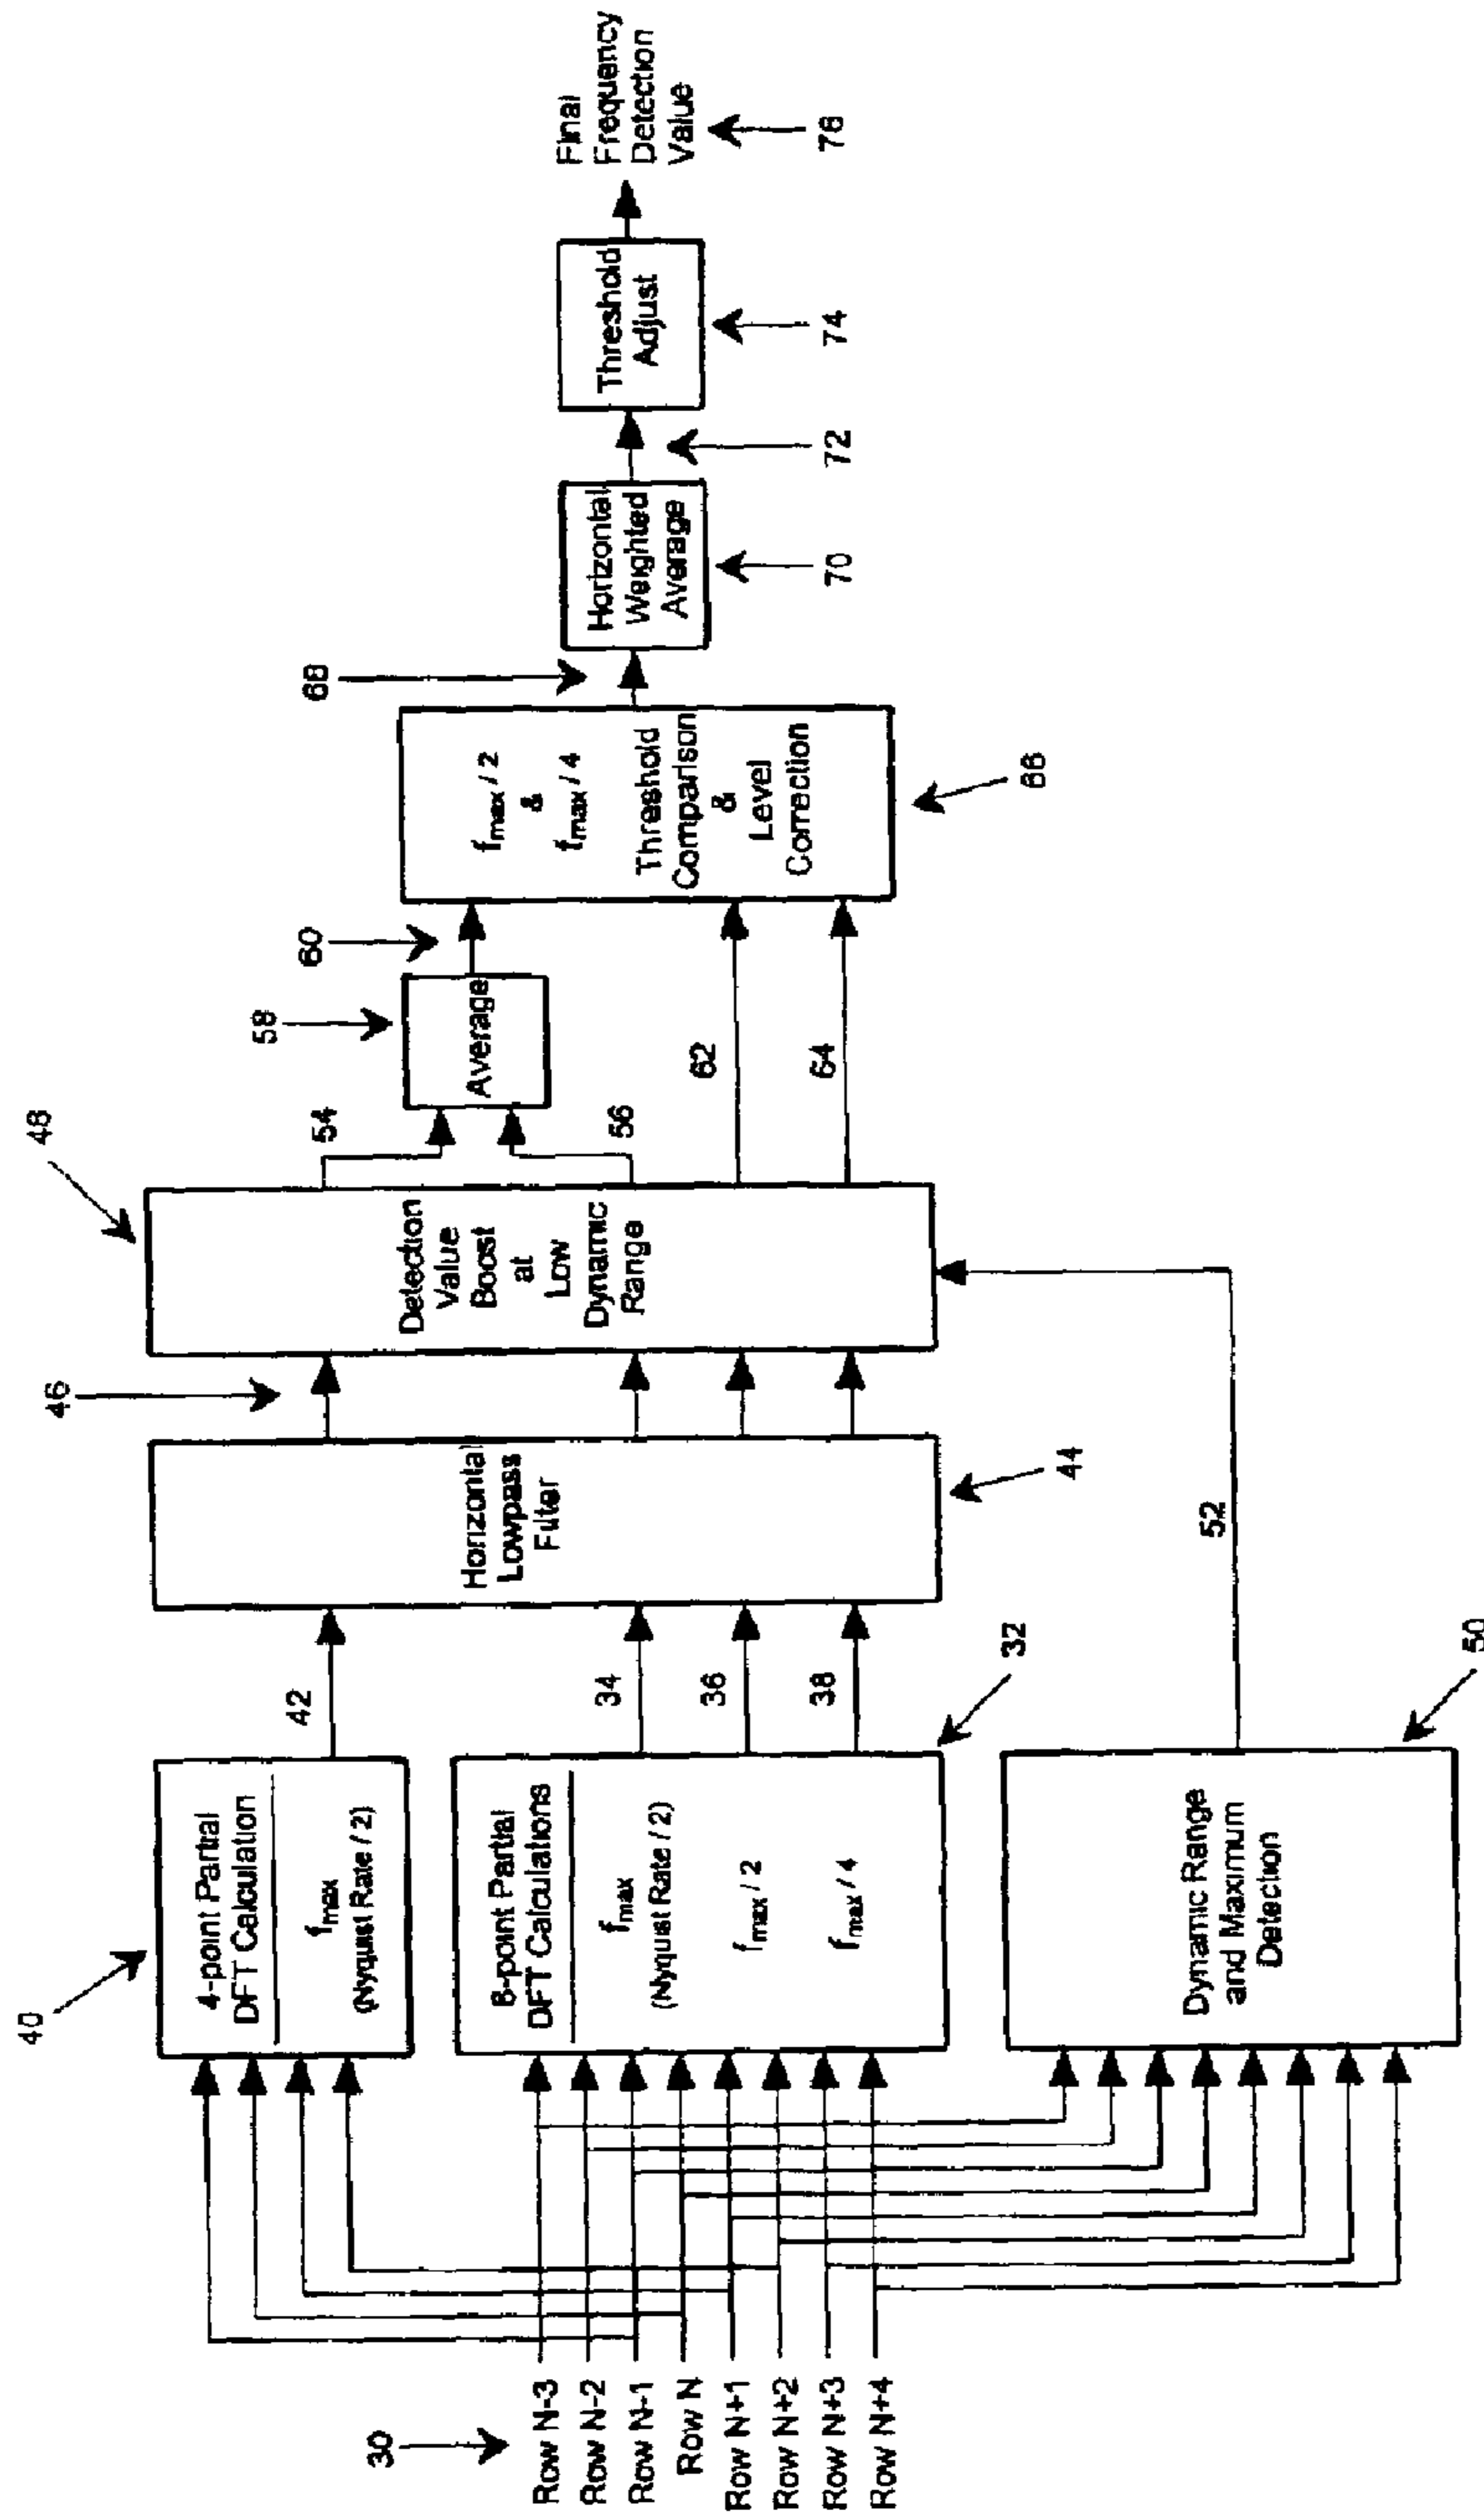 30
Row N-3
Row N-2
Row N+1
Row N
Row N+1
Row N+2
Row N+3
Row N+4
40
4-point Partial
DFT Calculation
fmax
(Nyquist Rate / 2)
8-point Partial
DFT Calculations
fmax
(Nyquist Rate / 2)
fmax / 2
fmax / 4
32
Dynamic Range
and Maximum
Detection
50
42
34
36
38
52
Horizontal
Lowpass
Filter
44
46
48
Detection
Value
Boost
at
Low
Dynamic
Range
54
56
62
64
58
Average
60
fmax / 2
&
fmax / 4
Threshold
Comparison
&
Level
Correction
66
68
Horizontal
Weighted
Average
70
72
Threshold
Adjust
74
Final
Frequency
Detection
Value
76